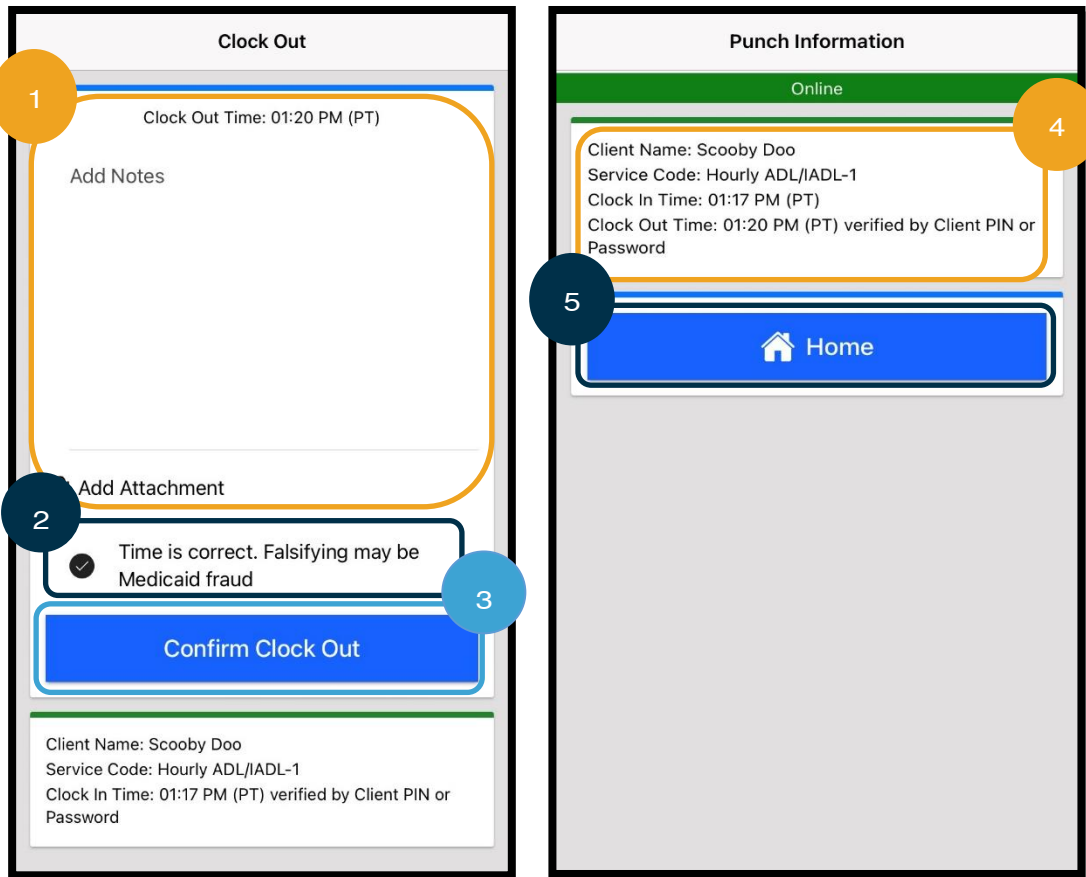 Clock Out
1
Clock Out Time: 01:20 PM (PT)
Add Notes
Add Attachment
2
Time is correct. Falsifying may be
Medicaid fraud
3
Confirm Clock Out
Client Name: Scooby Doo
Service Code: Hourly ADL/IADL-1
Clock In Time: 01:17 PM (PT) verified by Client PIN or
Password
Punch Information
Online
4
Client Name: Scooby Doo
Service Code: Hourly ADL/IADL-1
Clock In Time: 01:17 PM (PT)
Clock Out Time: 01:20 PM (PT) verified by Client PIN or
Password
5
Home